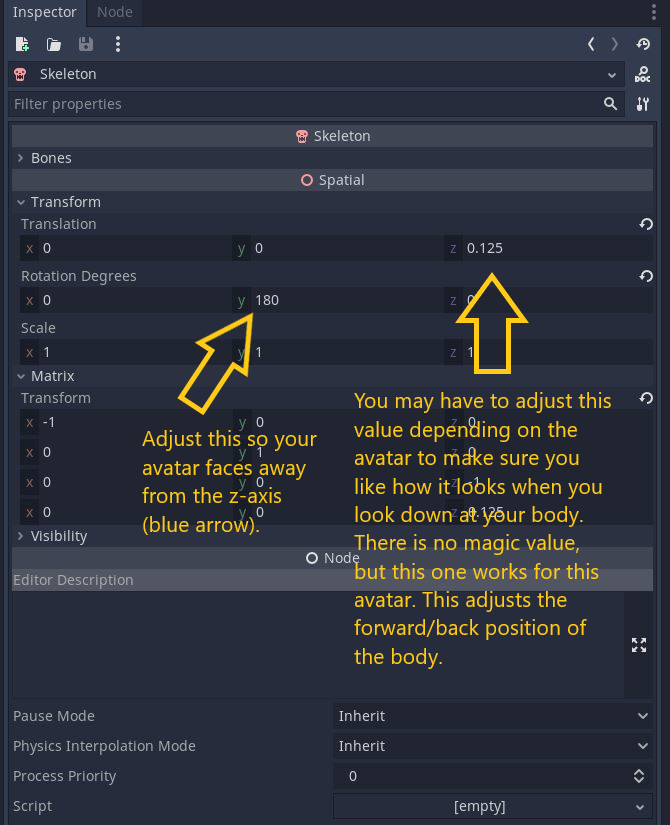 Inspector Node
Skeleton
Filter properties
Skeleton
Bones
Spatial
Transform
Translation
x 0 y 0 z 0.125
Rotation Degrees
x 0 y 180 z 0
Scale
x 1 y 1 z 1
Matrix
Transform
x -1 y 0 z 0
x 0 y 1 z 0
x 0 y 0 z -1
x 0 y 0 z 0.125
Visibility
Node
Editor Description
Adjust this so your
avatar faces away
from the z-axis
(blue arrow).
You may have to adjust this
value depending on the
avatar to make sure you
like how it looks when you
look down at your body.
There is no magic value,
but this one works for this
avatar. This adjusts the
forward/back position of
the body.
Pause Mode Inherit
Physics Interpolation Mode Inherit
Process Priority 0
Script [empty]